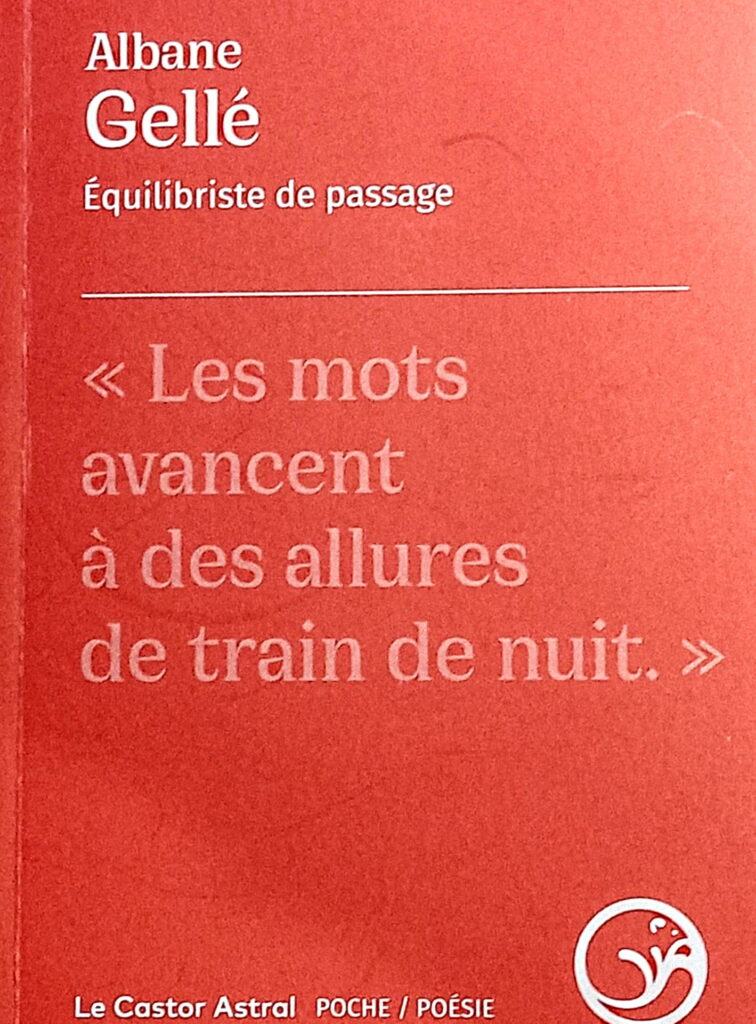 Albane
Gellé
Équilibriste de passage
« Les mots
avancent
à des allures
de train de nuit. »
Le Castor Astral POCHE / POÉSIE